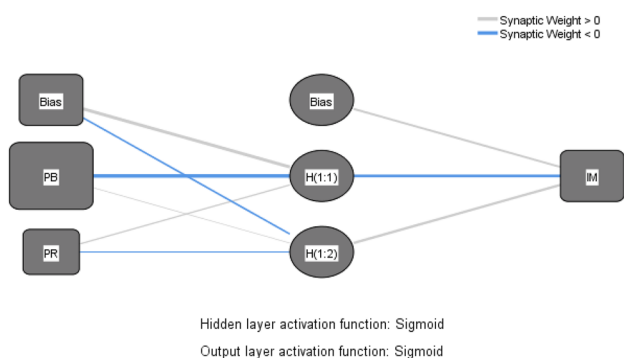 Synaptic Weight > 0
Synaptic Weight < 0
Bias
Bias
PB
H(1:1)
IM
PR
H(1:2)
Hidden layer activation function: Sigmoid
Output layer activation function: Sigmoid